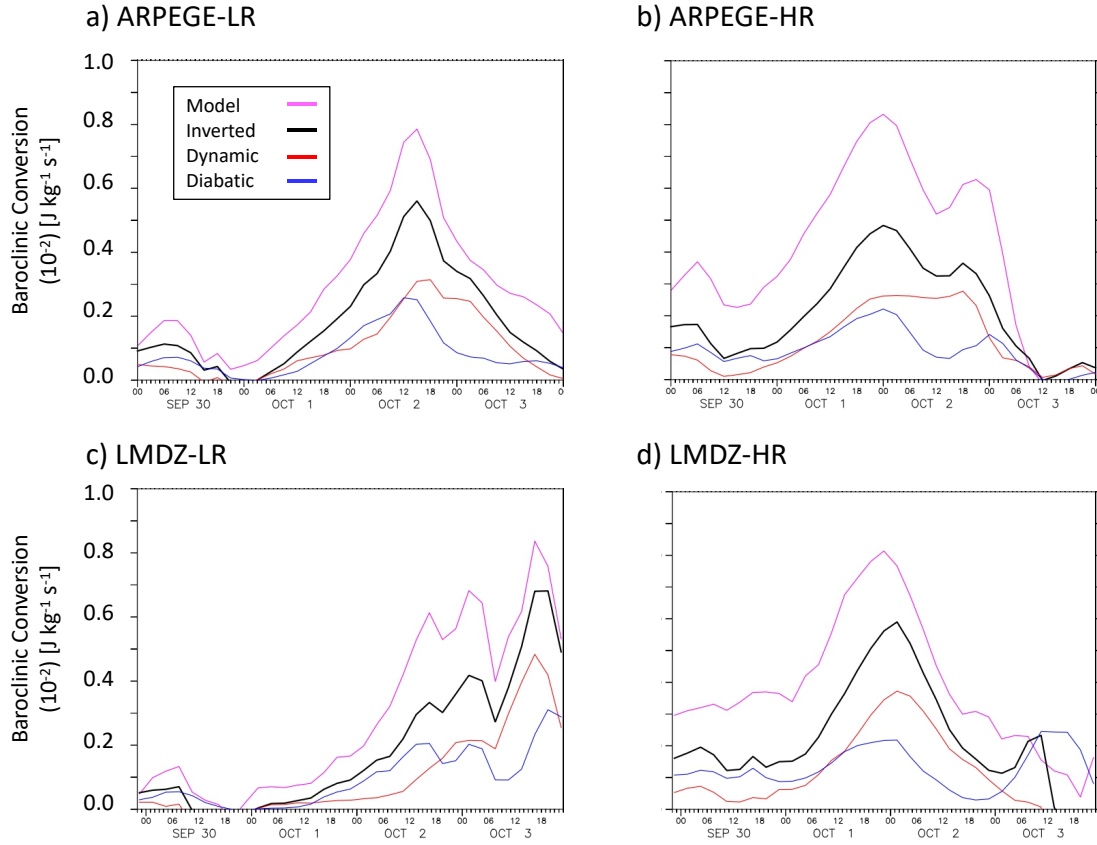 a) ARPEGE-LR
b) ARPEGE-HR
Baroclinic Conversion
(10-2) [J kg-1 s-1]
1.0
0.8
0.6
0.4
0.2
0.0
Model
Inverted
Dynamic
Diabatic
00 06 12 18 00 06 12 18 00 06 12 18 00 06 12 18 00
SEP 30 OCT 1 OCT 2 OCT 3
00 06 12 18 00 06 12 18 00 06 12 18 00 06 12 18 00
SEP 30 OCT 1 OCT 2 OCT 3
c) LMDZ-LR
d) LMDZ-HR
Baroclinic Conversion
(10-2) [J kg-1 s-1]
1.0
0.8
0.6
0.4
0.2
0.0
00 06 12 18 00 06 12 18 00 06 12 18 00 06 12 18
SEP 30 OCT 1 OCT 2 OCT 3
00 06 12 18 00 06 12 18 00 06 12 18 00 06 12 18
SEP 30 OCT 1 OCT 2 OCT 3